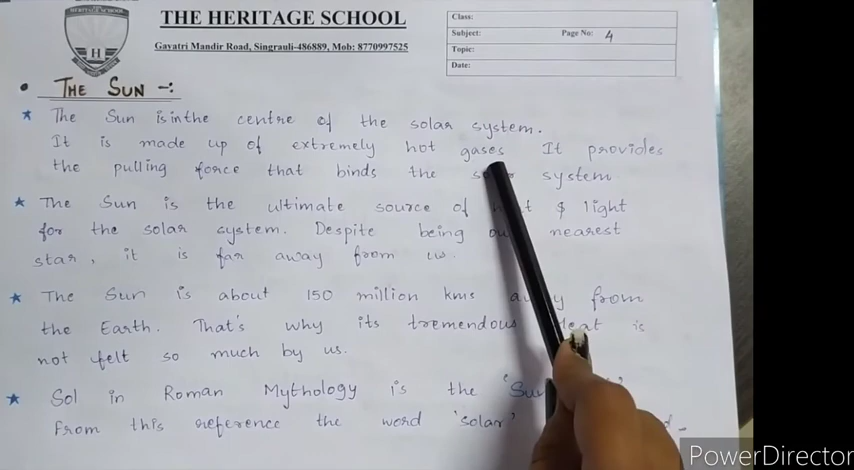 THE HERITAGE SCHOOL
THE HERITAGE SCHOOL
H
Gayatri Mandir Road, Singrauli-486889, Mob: 8770997525
Class:
Subject: Page No: 4
Topic:
Date:
• THE SUN -:
★ The Sun is in the centre of the solar system.
It is made up of extremely hot gases It provides
the pulling force that binds the system.
★ The Sun is the ultimate source of & light
for the solar system. Despite being nearest
star, it is far away from us.
★ The Sun is about 150 million kms from
the Earth. That's why its tremendous is
not felt so much by us.
★ Sol in Roman Mythology is the 'Sun
From this reference the word 'solar'
PowerDirector